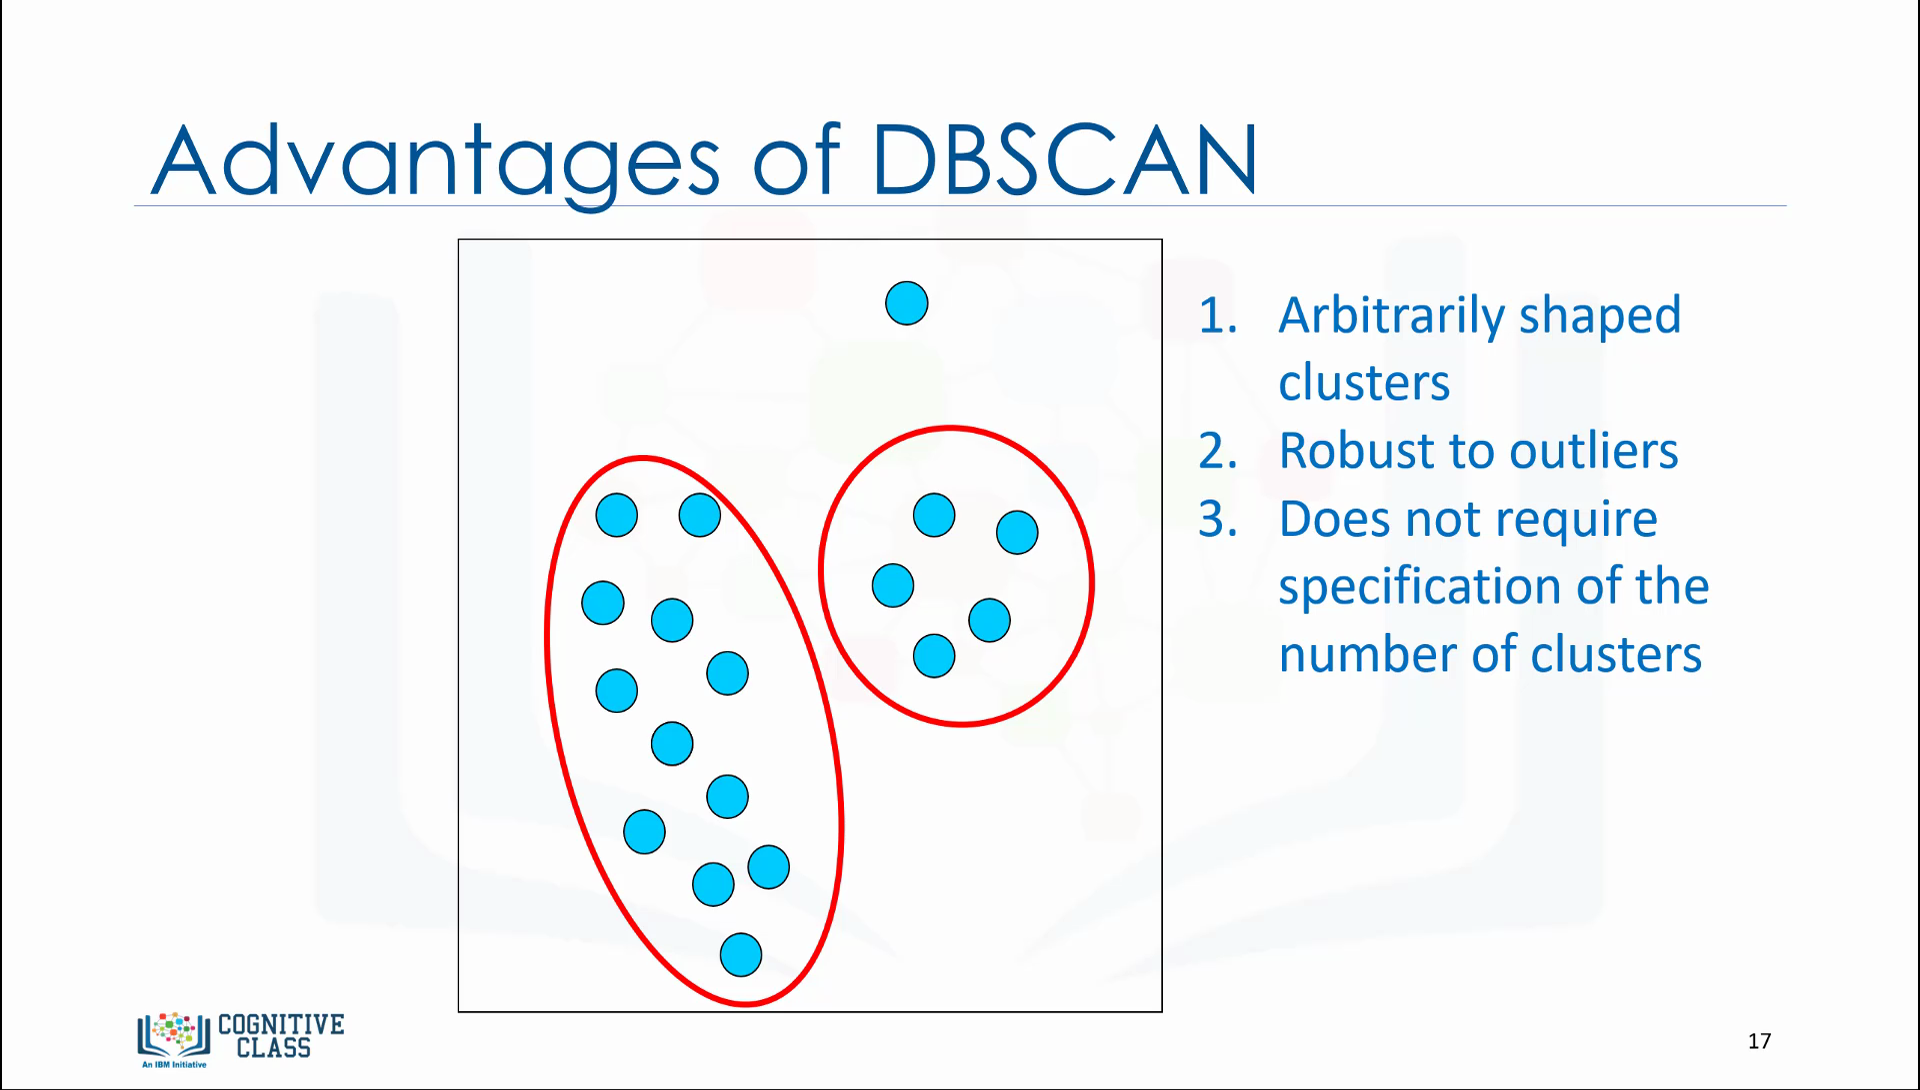 Advantages of DBSCAN
1. Arbitrarily shaped
clusters
2. Robust to outliers
3. Does not require
specification of the
number of clusters
COGNITIVE
CLASS
An IBM Initiative
17